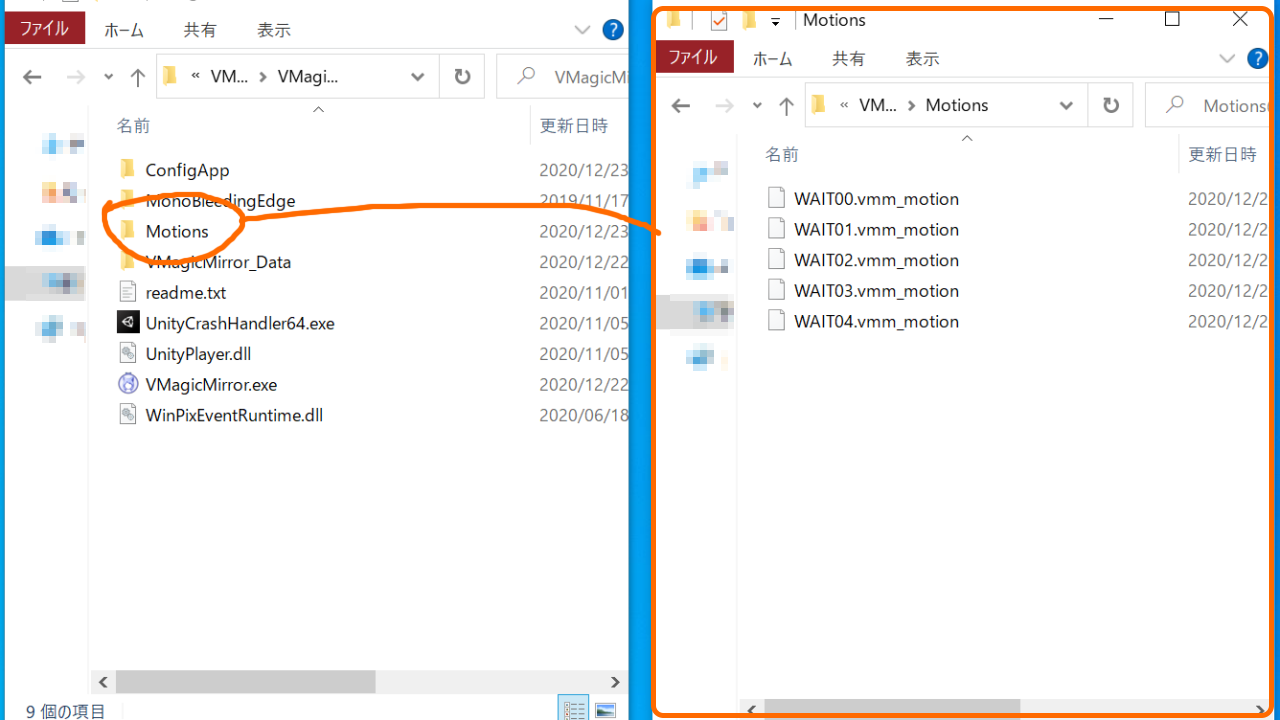 ファイル ホーム 共有 表示 ?
« VM... > VMagi... VMagicMi
名前 更新日時
ConfigApp 2020/12/23
MonoBleedingEdge 2019/11/17
Motions 2020/12/23
VMagicMirror_Data 2020/12/22
readme.txt 2020/11/01
UnityCrashHandler64.exe 2020/11/05
UnityPlayer.dll 2020/11/05
VMagicMirror.exe 2020/12/22
WinPixEventRuntime.dll 2020/06/18
9 個の項目
Motions
ファイル ホーム 共有 表示 ?
« VM... > Motions Motions
名前 更新日時
WAIT00.vmm_motion 2020/12/2
WAIT01.vmm_motion 2020/12/2
WAIT02.vmm_motion 2020/12/2
WAIT03.vmm_motion 2020/12/2
WAIT04.vmm_motion 2020/12/2